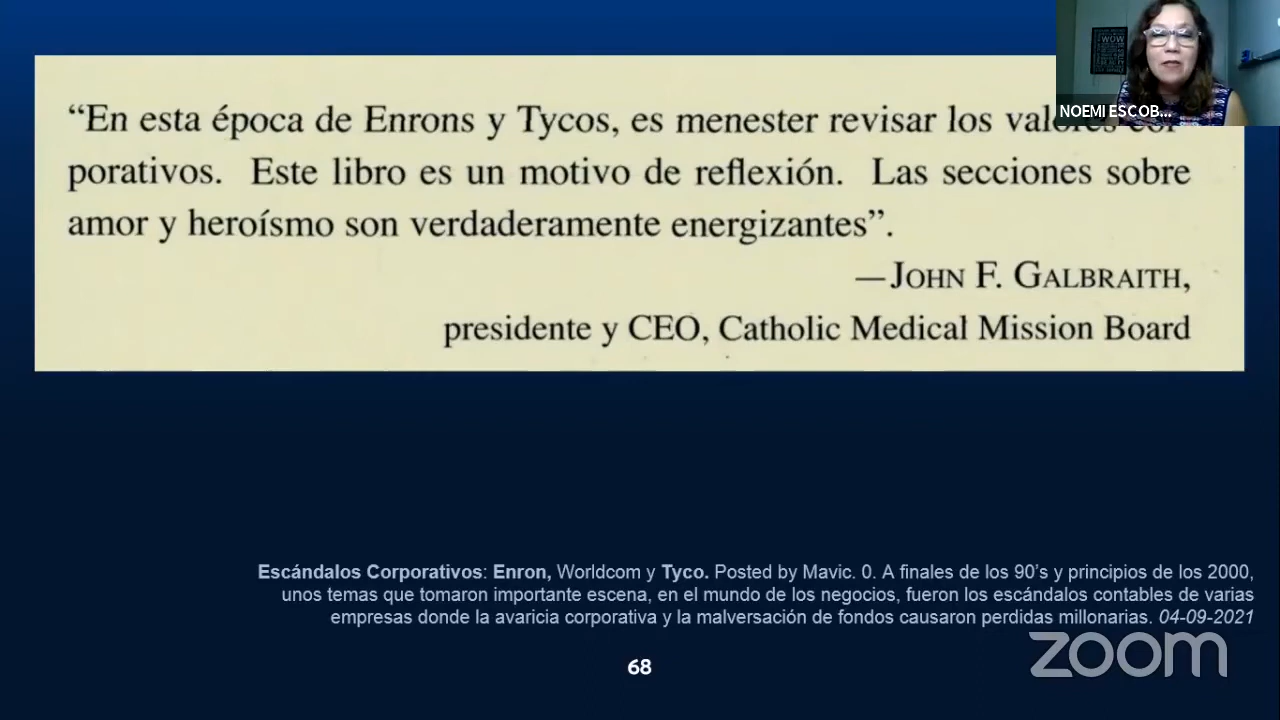 WOW
NOEMI ESCOB...
“En esta época de Enrons y Tycos, es menester revisar los valores cor
porativos. Este libro es un motivo de reflexión. Las secciones sobre
amor y heroísmo son verdaderamente energizantes”.
—JOHN F. GALBRAITH,
presidente y CEO, Catholic Medical Mission Board
Escándalos Corporativos: Enron, Worldcom y Tyco. Posted by Mavic. 0. A finales de los 90’s y principios de los 2000,
unos temas que tomaron importante escena, en el mundo de los negocios, fueron los escándalos contables de varias
empresas donde la avaricia corporativa y la malversación de fondos causaron perdidas millonarias. 04-09-2021
zoom
68